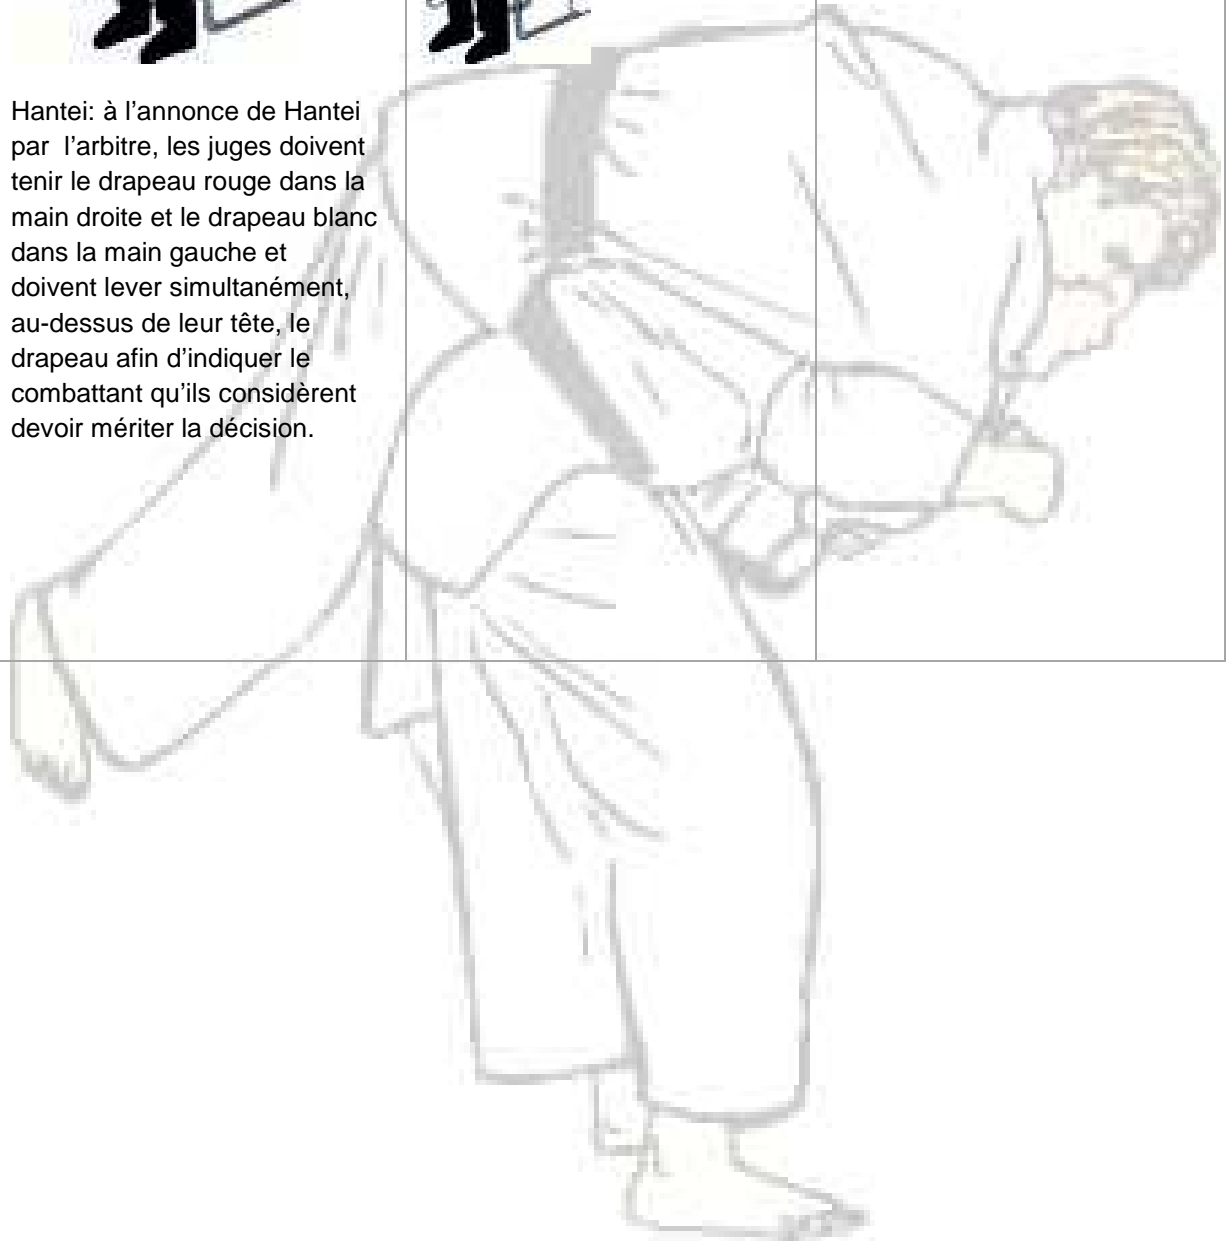 Hantei: à l’annonce de Hantei
par  l’arbitre, les juges doivent
tenir le drapeau rouge dans la
main droite et le drapeau blanc
dans la main gauche et
doivent lever simultanément,
au-dessus de leur tête, le
drapeau afin d’indiquer le
combattant qu’ils considèrent
devoir mériter la décision.